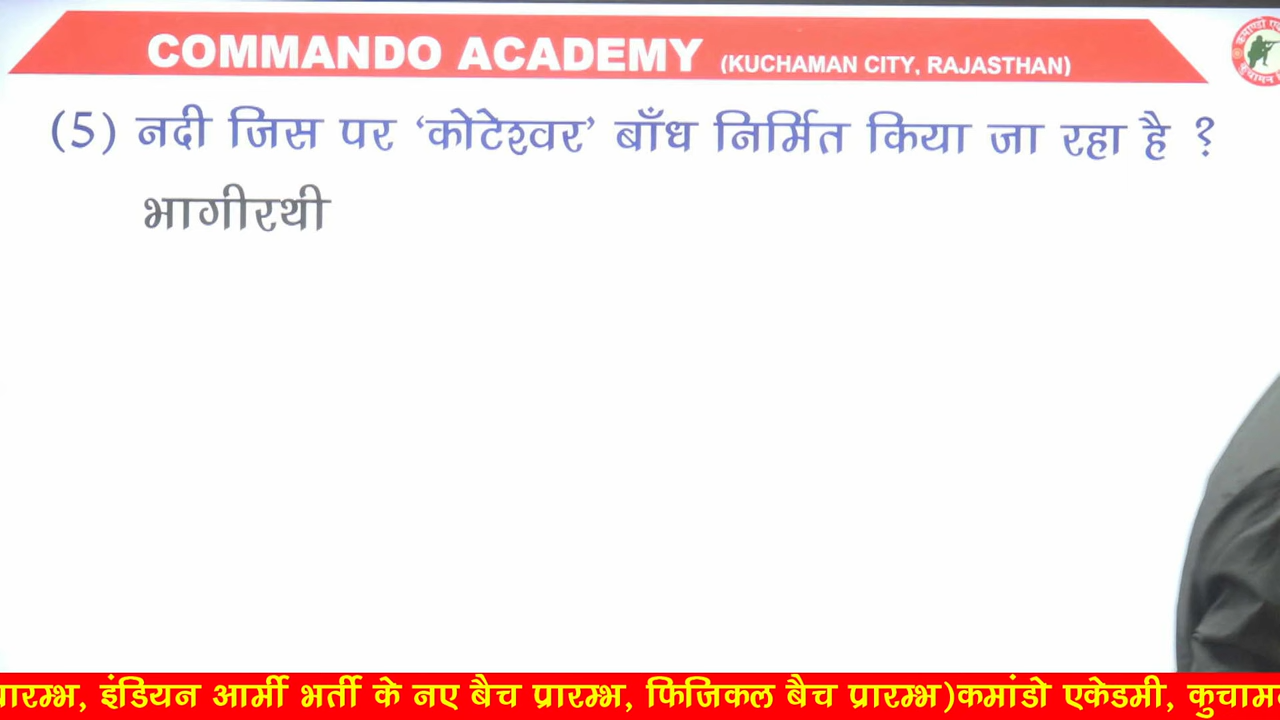 COMMANDO ACADEMY (KUCHAMAN CITY, RAJASTHAN)
(5) नदी जिस पर ‘कोटेश्वर’ बाँध निर्मित किया जा रहा है ?
भागीरथी
प्रारम्भ, इंडियन आर्मी भर्ती के नए बैच प्रारम्भ, फिजिकल बैच प्रारम्भ)कमांडो एकेडमी,